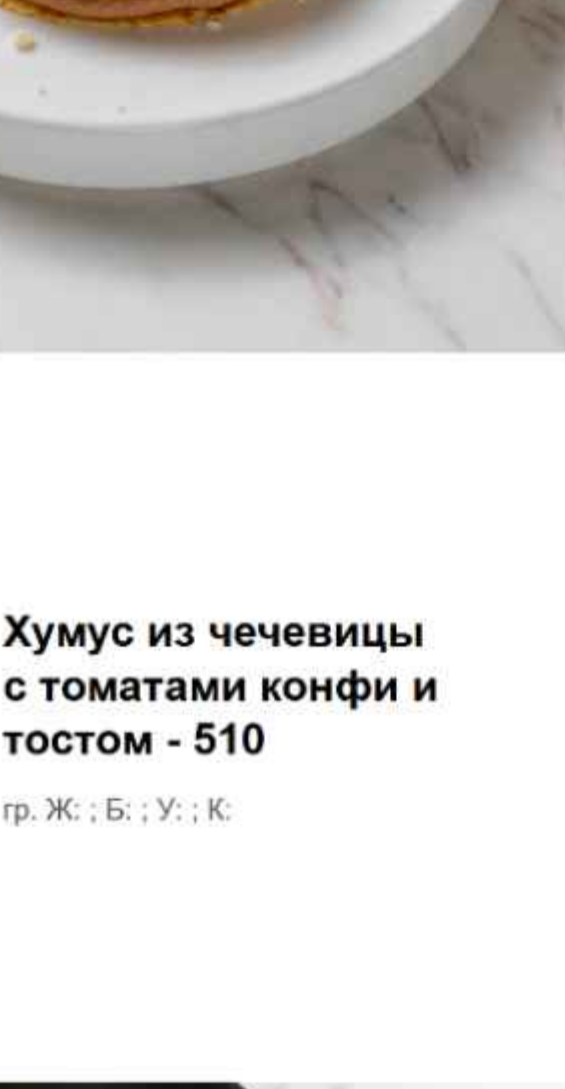 Хумус из чечевицы
с томатами конфи и
тостом - 510
гр. Ж: ; Б: ; У: ; К: